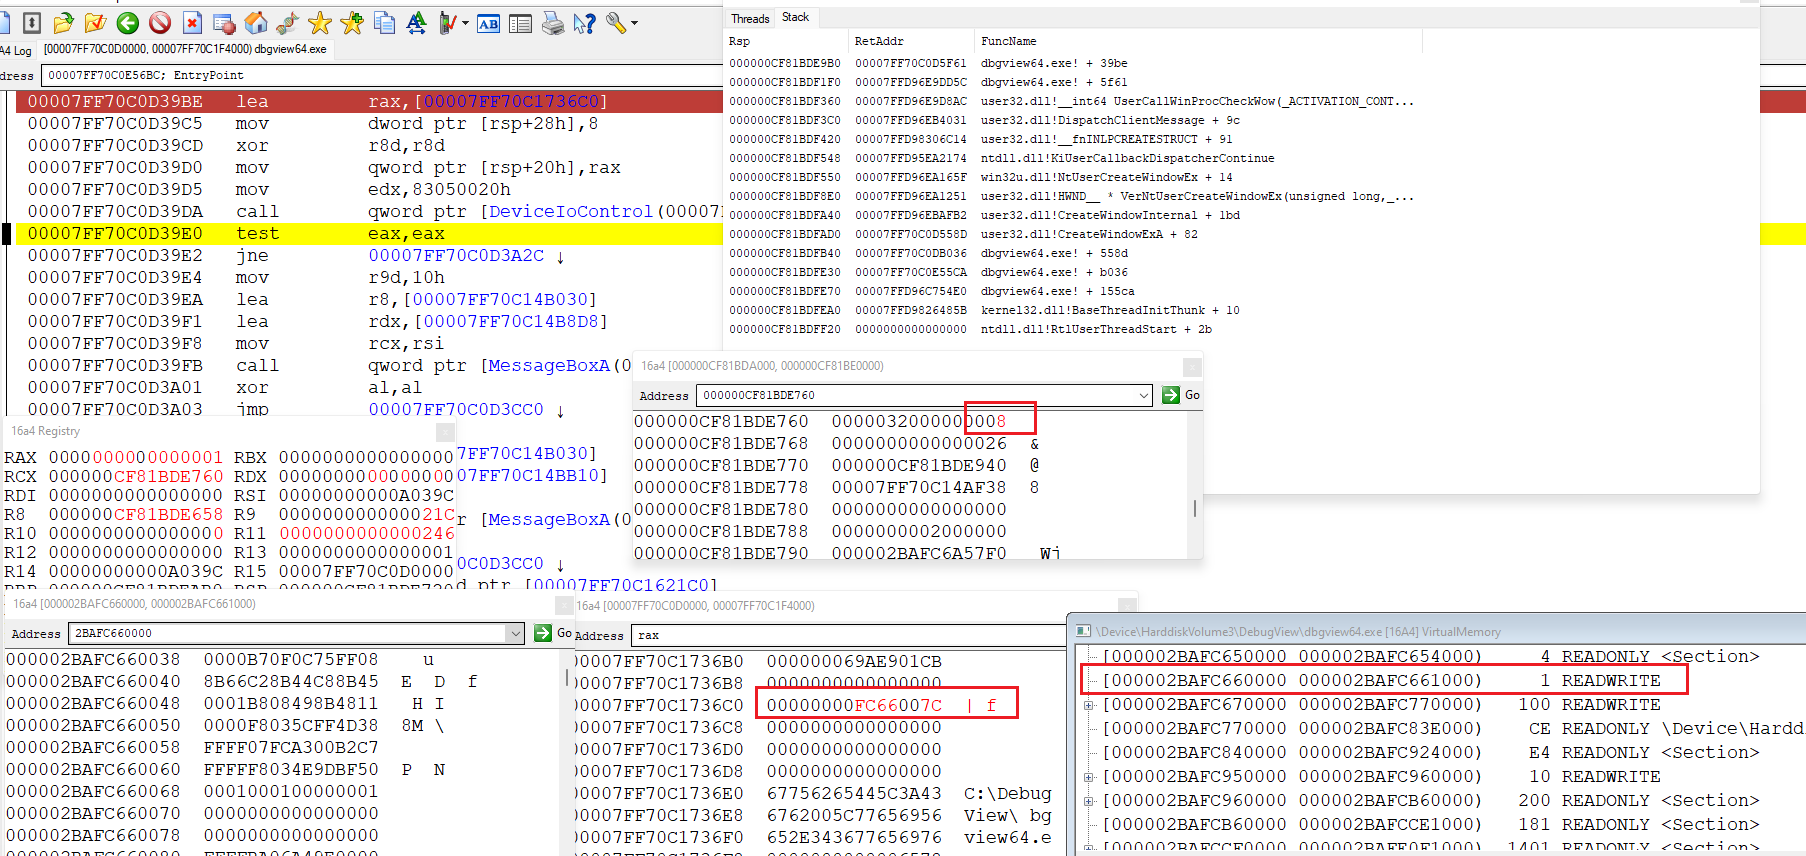 A4 Log [00007FF70C0D0000, 00007FF70C1F4000) dbgview64.exe
dress 00007FF70C0E56BC; EntryPoint
00007FF70C0D39BE lea rax,[00007FF70C1736C0]
00007FF70C0D39C5 mov dword ptr [rsp+28h],8
00007FF70C0D39CD xor r8d,r8d
00007FF70C0D39D0 mov qword ptr [rsp+20h],rax
00007FF70C0D39D5 mov edx,83050020h
00007FF70C0D39DA call qword ptr [DeviceIoControl(00007
00007FF70C0D39E0 test eax,eax
00007FF70C0D39E2 jne 00007FF70C0D3A2C ↓
00007FF70C0D39E4 mov r9d,10h
00007FF70C0D39EA lea r8,[00007FF70C14B030]
00007FF70C0D39F1 lea rdx,[00007FF70C14B8D8]
00007FF70C0D39F8 mov rcx,rsi
00007FF70C0D39FB call qword ptr [MessageBoxA(0
00007FF70C0D3A01 xor al,al
00007FF70C0D3A03 jmp 00007FF70C0D3CC0 ↓
Threads Stack
Rsp RetAddr FuncName
000000CF81BDE9B0 00007FF70C0D5F61 dbgview64.exe! + 39be
000000CF81BDF1F0 00007FFD96E9DD5C dbgview64.exe! + 5f61
000000CF81BDF360 00007FFD96E9D8AC user32.dll!__int64 UserCallWinProcCheckWow(_ACTIVATION_CONT...
000000CF81BDF3C0 00007FFD96EB4031 user32.dll!DispatchClientMessage + 9c
000000CF81BDF420 00007FFD98306C14 user32.dll!__fnINLPCREATESTRUCT + 91
000000CF81BDF548 00007FFD95EA2174 ntdll.dll!KiUserCallbackDispatcherContinue
000000CF81BDF550 00007FFD96EA165F win32u.dll!NtUserCreateWindowEx + 14
000000CF81BDF8E0 00007FFD96EA1251 user32.dll!HWND__ * VerNtUserCreateWindowEx(unsigned long,_...
000000CF81BDFA40 00007FFD96EBAFB2 user32.dll!CreateWindowInternal + 1bd
000000CF81BDFAD0 00007FF70C0D558D user32.dll!CreateWindowExA + 82
000000CF81BDFB40 00007FF70C0DB036 dbgview64.exe! + 558d
000000CF81BDFE30 00007FF70C0E55CA dbgview64.exe! + b036
000000CF81BDFE70 00007FFD96C754E0 dbgview64.exe! + 155ca
000000CF81BDFEA0 00007FFD9826485B kernel32.dll!BaseThreadInitThunk + 10
000000CF81BDFF20 0000000000000000 ntdll.dll!RtlUserThreadStart + 2b
16a4 [000000CF81BDA000, 000000CF81BE0000)
Address 000000CF81BDE760 Go
000000CF81BDE760 0000032000000008
000000CF81BDE768 0000000000000026 &
000000CF81BDE770 000000CF81BDE940 @
000000CF81BDE778 00007FF70C14AF38 8
000000CF81BDE780 0000000000000000
000000CF81BDE788 0000000002000000
000000CF81BDE790 000002BAFC6A57F0 Wj
16a4 Registry
RAX 0000000000000001 RBX 0000000000000000
RCX 000000CF81BDE760 RDX 0000000000000000
RDI 0000000000000000 RSI 00000000000A039C
R8 000000CF81BDE658 R9 000000000000021C
R10 0000000000000000 R11 0000000000000246
R12 0000000000000000 R13 0000000000000001
R14 00000000000A039C R15 00007FF70C0D0000
07FF70C14B030]
07FF70C14BB10]
r [MessageBoxA(0
0C0D3CC0 ↓
d ptr [00007FF70C1621C0]
16a4 [000002BAFC660000, 000002BAFC661000)
Address 2BAFC660000 Go
000002BAFC660038 0000B70F0C75FF08 u
000002BAFC660040 8B66C28B44C88B45 E D f
000002BAFC660048 0001B808498B4811 H I
000002BAFC660050 0000F8035CFF4D38 8M \
000002BAFC660058 FFFF07FCA300B2C7
000002BAFC660060 FFFFF8034E9DBF50 P N
000002BAFC660068 0001000100000001
000002BAFC660070 0000000000000000
000002BAFC660078 0000000000000000
16a4 [00007FF70C0D0000, 00007FF70C1F4000)
Address rax
00007FF70C1736B0 000000069AE901CB
00007FF70C1736B8 0000000000000000
00007FF70C1736C0 00000000FC66007C | f
00007FF70C1736C8 0000000000000000
00007FF70C1736D0 0000000000000000
00007FF70C1736D8 0000000000000000
00007FF70C1736E0 67756265445C3A43 C:\Debug
00007FF70C1736E8 6762005C77656956 View\ bg
00007FF70C1736F0 652E343677656976 view64.e
\Device\HarddiskVolume3\DebugView\dbgview64.exe [16A4] VirtualMemory
[000002BAFC650000 000002BAFC654000) 4 READONLY <Section>
[000002BAFC660000 000002BAFC661000) 1 READWRITE
[000002BAFC670000 000002BAFC770000) 100 READWRITE
[000002BAFC770000 000002BAFC83E000) CE READONLY \Device\Hardd
[000002BAFC840000 000002BAFC924000) E4 READONLY <Section>
[000002BAFC950000 000002BAFC960000) 10 READWRITE
[000002BAFC960000 000002BAFCB60000) 200 READONLY <Section>
[000002BAFCB60000 000002BAFCCE1000) 181 READONLY <Section>